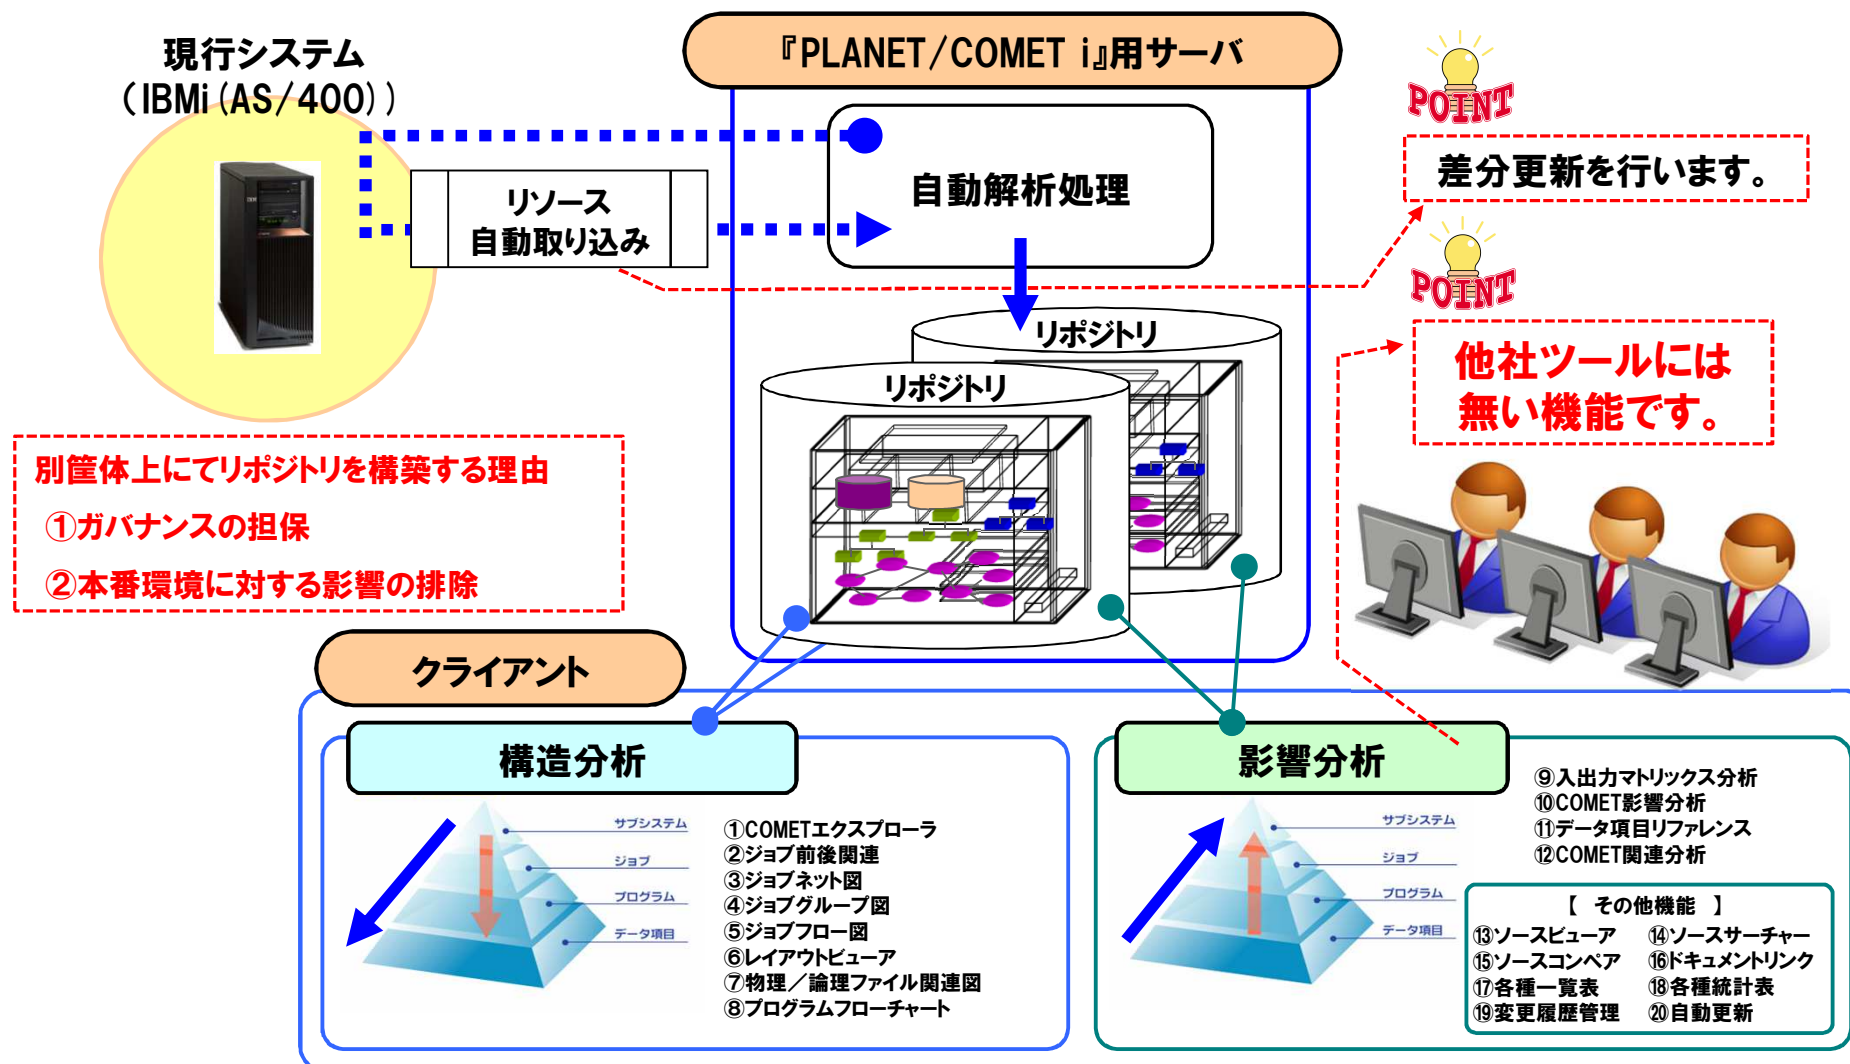 現行システム
（IBMi（AS/400））
『PLANET/COMET i』用サーバ
自動解析処理
リソース
自動取り込み
POINT
差分更新を行います。
POINT
他社ツールには
無い機能です。
リポジトリ
リポジトリ
別筐体上にてリポジトリを構築する理由
①ガバナンスの担保
②本番環境に対する影響の排除
クライアント
構造分析
サブシステム
ジョブ
プログラム
データ項目
①COMETエクスプローラ
②ジョブ前後関連
③ジョブネット図
④ジョブグループ図
⑤ジョブフロー図
⑥レイアウトビューア
⑦物理／論理ファイル関連図
⑧プログラムフローチャート
影響分析
サブシステム
ジョブ
プログラム
データ項目
⑨入出力マトリックス分析
⑩COMET影響分析
⑪データ項目リファレンス
⑫COMET関連分析
【 その他機能 】
⑬ソースビューア ⑭ソースサーチャー
⑮ソースコンペア ⑯ドキュメントリンク
⑰各種一覧表 ⑱各種統計表
⑲変更履歴管理 ⑳自動更新